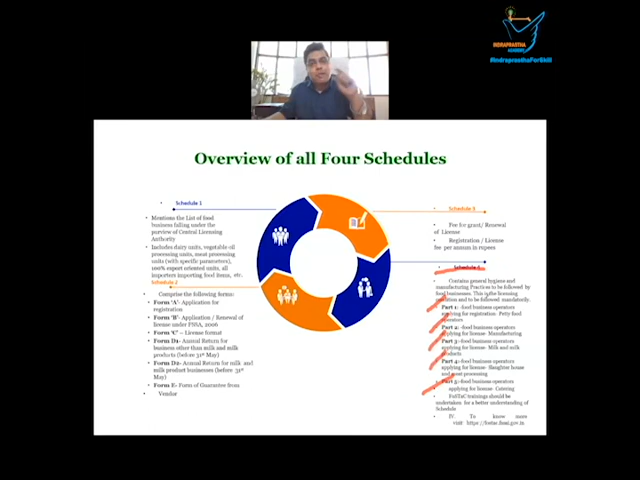 INDRAPRASTHA
ACADEMY
#IndraprasthaForSkill
Overview of all Four Schedules
Schedule 1
Mentions the List of food
business falling under the
purview of Central Licensing
Authority
Includes dairy units, vegetable oil
processing units, meat processing
units (with specific parameters),
100% export oriented units, all
importers importing food items, etc.
Schedule 2
Comprise the following forms:
Form 'A'- Application for
registration
Form 'B'- Application / Renewal of
license under FSSA, 2006
Form 'C' – License format
Form D1- Annual Return for
business other than milk and milk
products (before 31st
May)
Form D2- Annual Return for milk and
milk product businesses (before 31st
May)
Form E- Form of Guarantee from
Vendor
Schedule 3
Fee for grant/ Renewal
of License
Registration / License
fee per annum in rupees
Schedule 4
Contains general hygiene and
manufacturing Practices to be followed by
food businesses. This is the licensing
condition and to be followed mandatorily.
Part 1: -food business operators
applying for registration- Petty food
operators
Part 2: -food business operators
applying for license- Manufacturing
Part 3: -food business operators
applying for license- Milk and milk
products
Part 4: -food business operators
applying for license- Slaughter house
and meat processing
Part 5: -food business operators
applying for license- Catering
FoSTaC trainings should be
undertaken for a better understanding of
Schedule
IV. To know more
visit https://fostac.fssai.gov.in